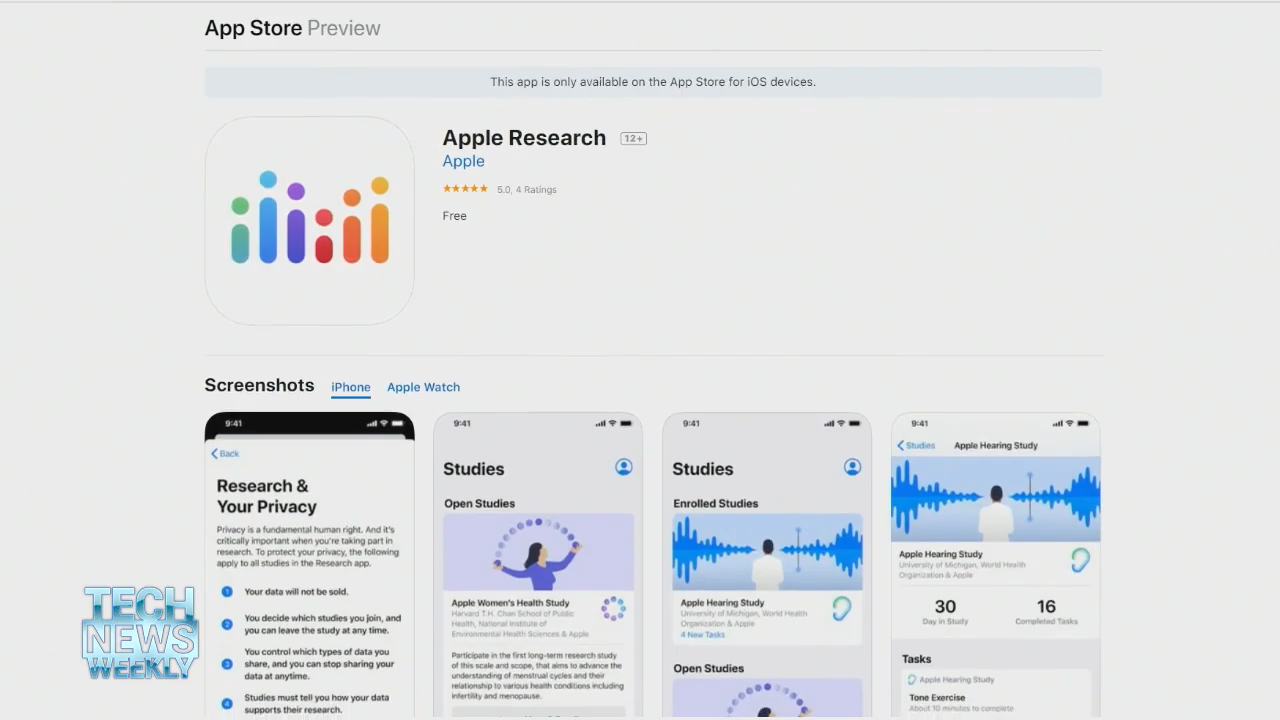 App Store Preview
This app is only available on the App Store for iOS devices.
Apple Research 12+
Apple
5.0, 4 Ratings
Free
Screenshots iPhone Apple Watch
9:41
Back
Research &
Your Privacy
Privacy is a fundamental human right. And it's
critically important when you're taking part in
research. To protect your privacy, the following
apply to all studies in the Research app.
1 Your data will not be sold.
2 You decide which studies you join, and
you can leave the study at any time.
3 You control which types of data you
share, and you can stop sharing your
data at anytime.
4 Studies must tell you how your data
supports their research.
9:41
Studies
Open Studies
Apple Women's Health Study
Harvard T.H. Chan School of Public
Health, National Institute of
Environmental Health Sciences & Apple
Participate in the first long-term research study
of this scale and scope, that aims to advance the
understanding of menstrual cycles and their
relationship to various health conditions including
infertility and menopause.
9:41
Studies
Enrolled Studies
Apple Hearing Study
University of Michigan, World Health
Organization & Apple
4 New Tasks
Open Studies
9:41
Studies Apple Hearing Study
Apple Hearing Study
University of Michigan, World Health
Organization & Apple
30 16
Day in Study Completed Tasks
Tasks
Apple Hearing Study
Tone Exercise
About 10 minutes to complete
TECH
NEWS
WEEKLY